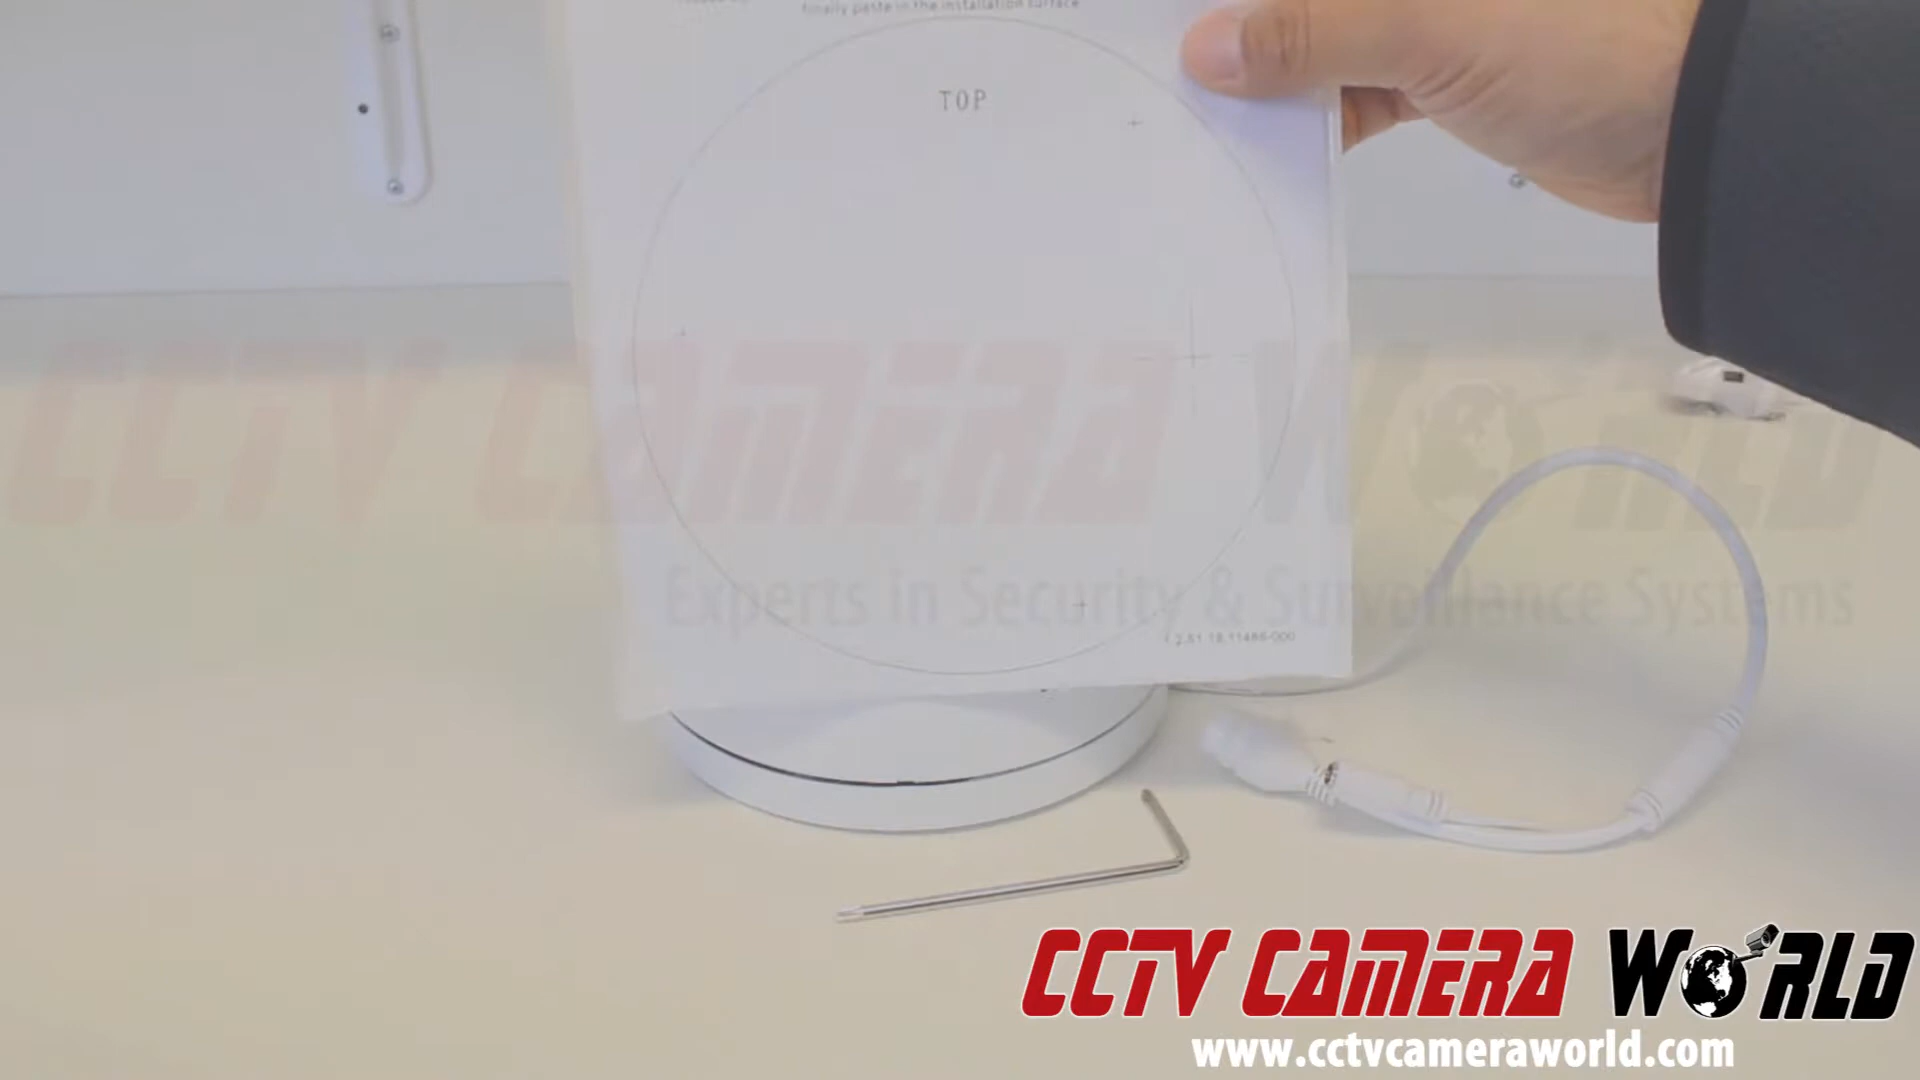 finally paste in the installation surface
TOP
CCTV CAMERA WORLD
Experts in Security & Surveillance Systems
CCTV CAMERA WORLD
www.cctvcameraworld.com